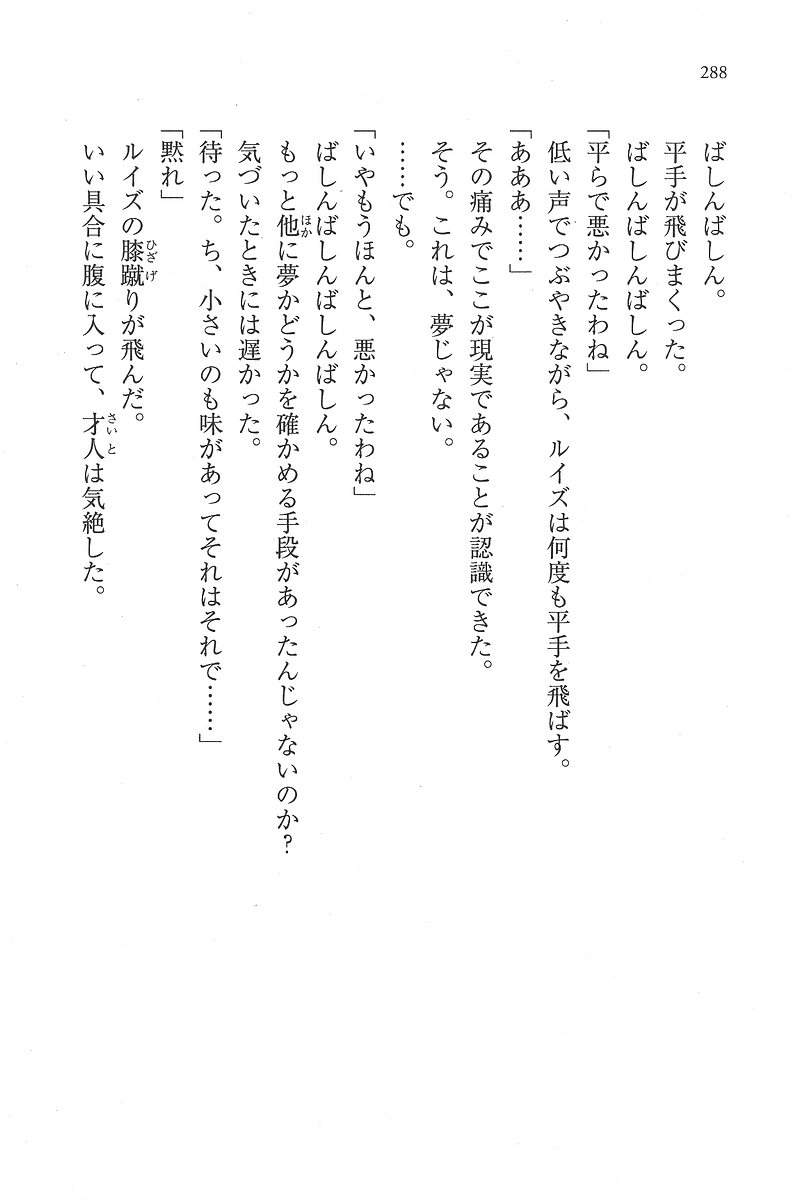 288
ばしんばしん。
平手が飛びまくった。
ばしんばしんばしん。
「平らで悪かったわね」
低い声でつぶやきながら、ルイズは何度も平手を飛ばす。
「あああ……」
その痛みでここが現実であることが認識できた。
そう。これは、夢じゃない。
……でも。
「いやもうほんと、悪かったわね」
ばしんばしんばしんばしん。
もっと他に夢かどうかを確かめる手段があったんじゃないのか?
気づいたときには遅かった。
「待った。ち、小さいのも味があってそれはそれで……」
「黙れ」
ルイズの膝蹴りが飛んだ。
いい具合に腹に入って、才人は気絶した。